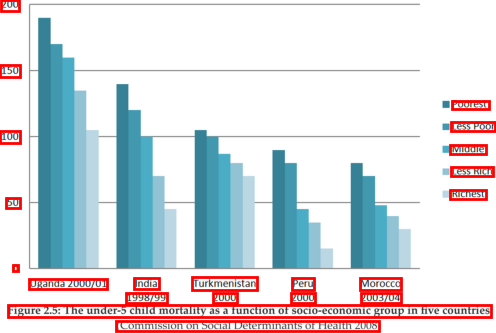 200
150
100
50
Poorest
Less Poor
Middle
Less Rich
Richest
Uganda 2000/01 India Turkmenistan Peru Morocco
1998/99 2000 2000 2003/04
Figure 2.5: The under-5 child mortality as a function of socio-economic group in five countries
Commission on Social Determinants of Health 2008